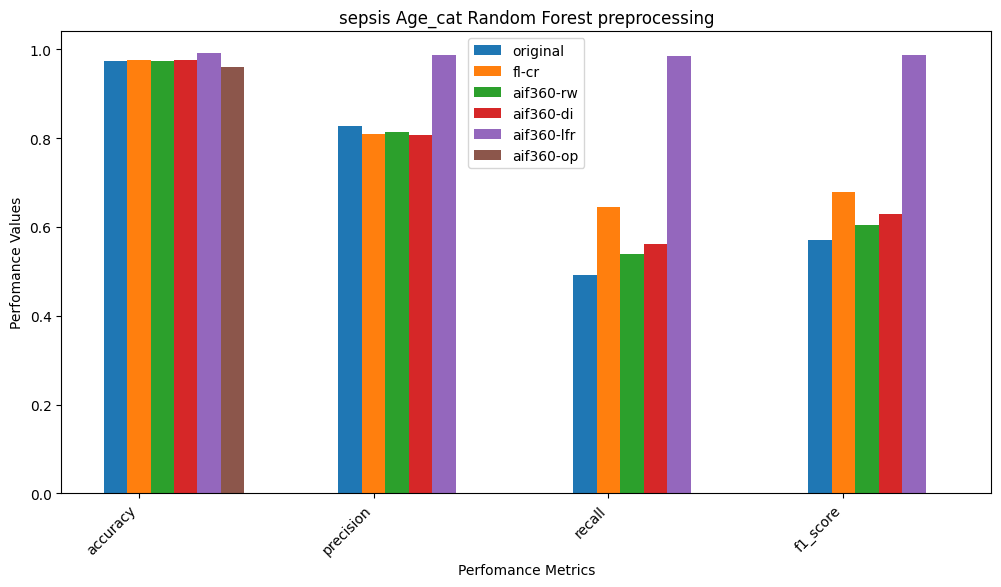 sepsis Age_cat Random Forest preprocessing
original
fl-cr
aif360-rw
aif360-di
aif360-lfr
aif360-op
Perfomance Values
1.0
0.8
0.6
0.4
0.2
0.0
accuracy
precision
recall
f1_score
Perfomance Metrics